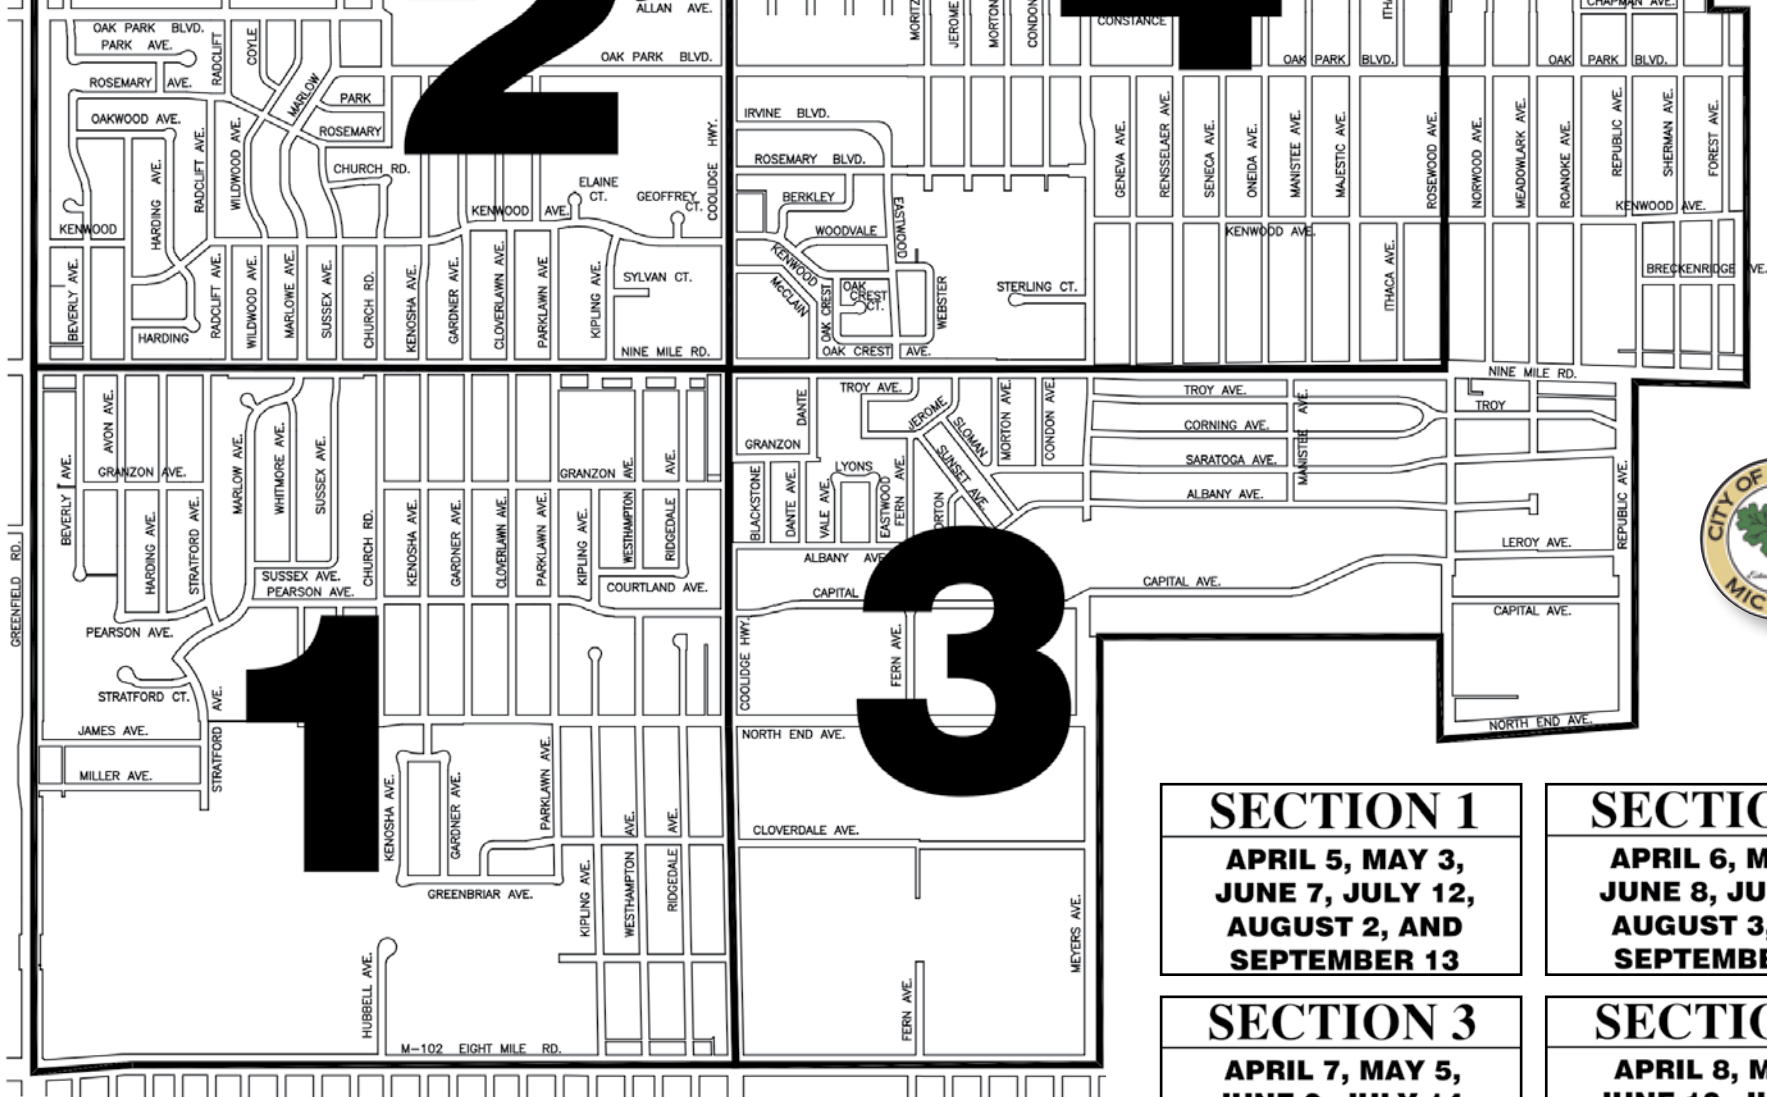 ALLAN AVE.
MORITZ
JEROME
MORTON
CONDON
CONSTANCE
CHAPMAN AVE.
OAK PARK BLVD.
PARK AVE.
RADCLIFT
COYLE
OAK PARK BLVD.
OAK PARK BLVD.
OAK PARK BLVD.
2
ROSEMARY AVE.
MARLOW
PARK
OAKWOOD AVE.
ROSEMARY
IRVINE BLVD.
CHURCH RD.
ROSEMARY BLVD.
HARDING AVE.
RADCLIFT AVE.
WILDWOOD AVE.
ELAINE
CT.
GEOFFREY
CT.
COOLIDGE HWY.
BERKLEY
GENEVA AVE.
RENSSELAER AVE.
SENECA AVE.
ONEIDA AVE.
MANISTEE AVE.
MAJESTIC AVE.
ROSEWOOD AVE.
NORWOOD AVE.
MEADOWLARK AVE.
ROANOKE AVE.
REPUBLIC AVE.
SHERMAN AVE.
FOREST AVE.
KENWOOD
KENWOOD AVE.
EASTWOOD
WOODVALE
KENWOOD AVE.
KENWOOD AVE.
KENWOOD
McCLAIN
BRECKENRIDGE AVE.
BEVERLY AVE.
HARDING
RADCLIFT AVE.
WILDWOOD AVE.
MARLOWE AVE.
SUSSEX AVE.
CHURCH RD.
KENOSHA AVE.
GARDNER AVE.
CLOVERLAWN AVE.
PARKLAWN AVE
KIPLING AVE.
SYLVAN CT.
OAK
CREST
CT.
OAK CREST
WEBSTER
STERLING CT.
ITHACA AVE.
NINE MILE RD.
OAK CREST AVE.
NINE MILE RD.
AVON AVE.
DANTE
TROY AVE.
JEROME
SLOMAN
MORTON AVE.
CONDON AVE.
TROY AVE.
MANISTEE AVE.
TROY
CORNING AVE.
GRANZON
SARATOGA AVE.
ALBANY AVE.
BEVERLY AVE.
GRANZON AVE.
MARLOW AVE.
WHITMORE AVE.
SUSSEX AVE.
GRANZON AVE.
AVE.
LYONS
SUNSET AVE.
BLACKSTONE
DANTE AVE.
VALE AVE.
EASTWOOD
FERN AVE.
REPUBLIC AVE.
CITY OF
GREENFIELD RD.
HARDING AVE.
STRATFORD AVE.
CHURCH RD.
KENOSHA AVE.
GARDNER AVE.
CLOVERLAWN AVE.
PARKLAWN AVE.
KIPLING AVE.
WESTHAMPTON
RIDGEDALE
LEROY AVE.
ALBANY AVE
SUSSEX AVE.
PEARSON AVE.
COURTLAND AVE.
CAPITAL
CAPITAL AVE.
CAPITAL AVE.
PEARSON AVE.
1
3
COOLIDGE HWY.
FERN AVE.
STRATFORD CT.
STRATFORD AVE.
JAMES AVE.
NORTH END AVE.
NORTH END AVE.
MILLER AVE.
KENOSHA AVE.
GARDNER AVE.
PARKLAWN AVE.
AVE.
AVE.
CLOVERDALE AVE.
GREENBRIAR AVE.
KIPLING AVE.
WESTHAMPTON
RIDGEDALE
HUBBELL AVE.
FERN AVE.
MEYERS AVE.
M-102 EIGHT MILE RD.
SECTION 1
APRIL 5, MAY 3,
JUNE 7, JULY 12,
AUGUST 2, AND
SEPTEMBER 13
APRIL 6, M
JUNE 8, JU
AUGUST 3,
SECTION 3
APRIL 7, MAY 5,
APRIL 8, M